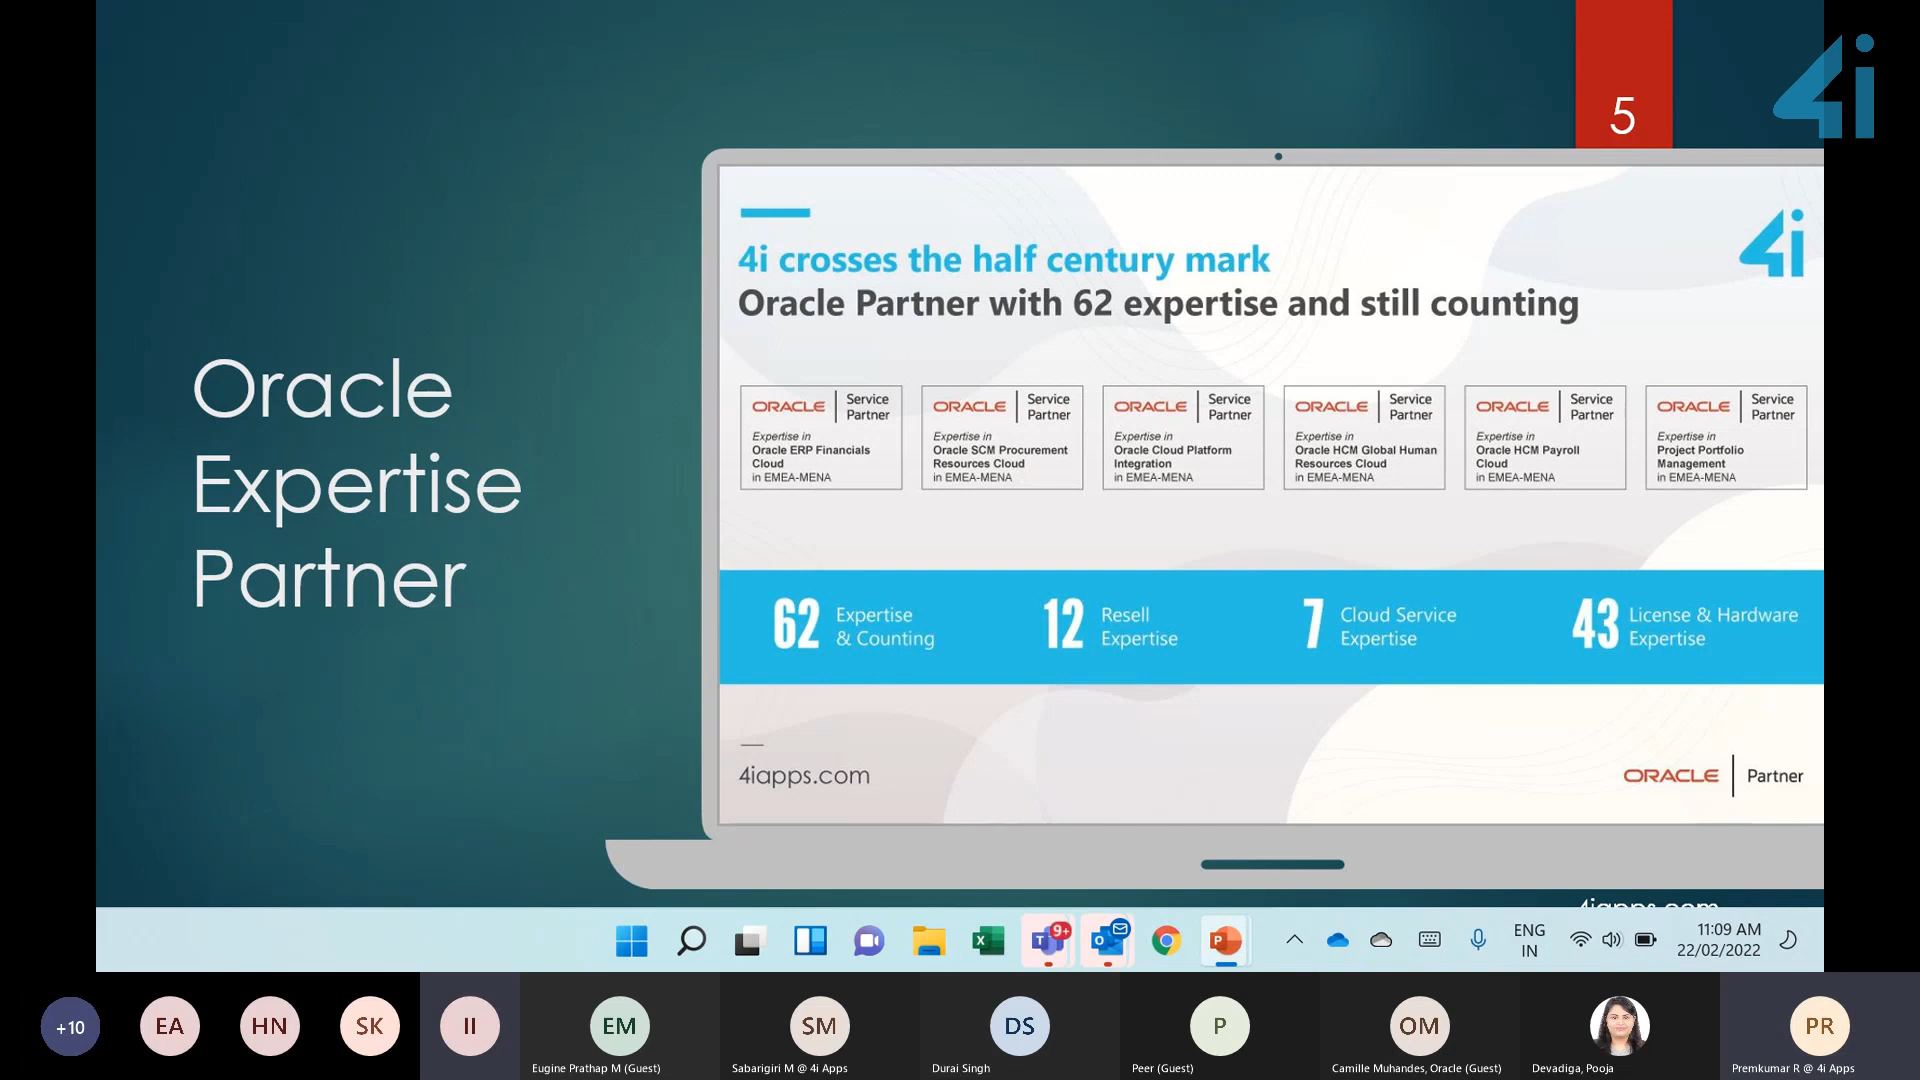 5
4i
Oracle
Expertise
Partner
4i crosses the half century mark
4i
Oracle Partner with 62 expertise and still counting
ORACLE | Service Partner
Expertise in
Oracle ERP Financials
Cloud
in EMEA-MENA
ORACLE | Service Partner
Expertise in
Oracle SCM Procurement
Resources Cloud
in EMEA-MENA
ORACLE | Service Partner
Expertise in
Oracle Cloud Platform
Integration
in EMEA-MENA
ORACLE | Service Partner
Expertise in
Oracle HCM Global Human
Resources Cloud
in EMEA-MENA
ORACLE | Service Partner
Expertise in
Oracle HCM Payroll
Cloud
in EMEA-MENA
ORACLE | Service Partner
Expertise in
Project Portfolio
Management
in EMEA-MENA
62 Expertise
& Counting
12 Resell
Expertise
7 Cloud Service
Expertise
43 License & Hardware
Expertise
4iapps.com
ORACLE | Partner
4iapps.com
9+
ENG
IN
11:09 AM
22/02/2022
+10
EA
HN
SK
II
EM
Eugine Prathap M (Guest)
SM
Sabarigiri M @ 4i Apps
DS
Durai Singh
P
Peer (Guest)
OM
Camille Muhandes, Oracle (Guest)
Devadiga, Pooja
PR
Premkumar R @ 4i Apps